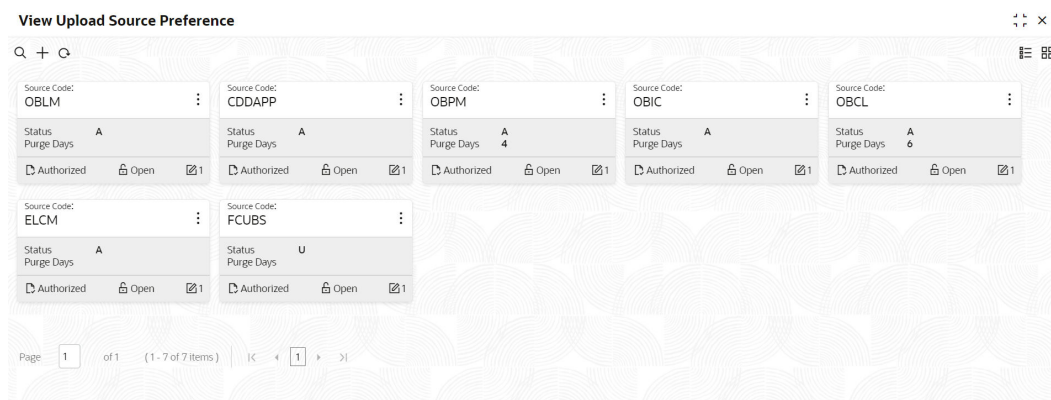 View Upload Source Preference
Source Code: Source Code: Source Code: Source Code: Source Code:
OBLM CDDAPP OBPM OBIC OBCL
Status A Status A Status A Status A Status A
Purge Days Purge Days Purge Days 4 Purge Days Purge Days 6
Authorized Open 1 Authorized Open 1 Authorized Open 1 Authorized Open 1 Authorized Open 1
Source Code: Source Code:
ELCM FCUBS
Status A Status U
Purge Days Purge Days
Authorized Open 1 Authorized Open 1
Page 1 of 1 (1 - 7 of 7 items) 1